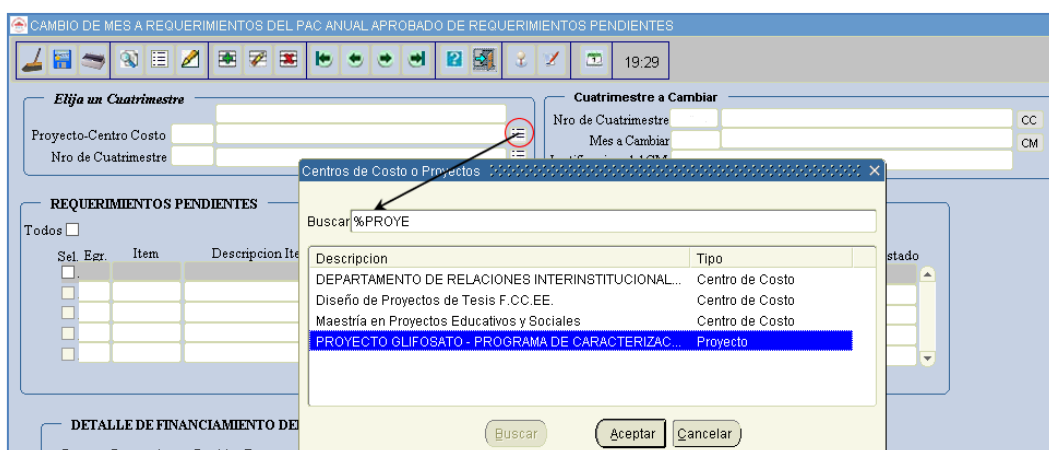 CAMBIO DE MES A REQUERIMIENTOS DEL PAC ANUAL APROBADO DE REQUERIMIENTOS PENDIENTES
19:29
Elija un Cuatrimestre
Proyecto-Centro Costo
Nro de Cuatrimestre
Cuatrimestre a Cambiar
Nro de Cuatrimestre
CC
Mes a Cambiar
CM
Centros de Costo o Proyectos
Buscar %PROYE
Descripcion Tipo
DEPARTAMENTO DE RELACIONES INTERINSTITUCIONAL... Centro de Costo
Diseño de Proyectos de Tesis F.CC.EE. Centro de Costo
Maestría en Proyectos Educativos y Sociales Centro de Costo
PROYECTO GLIFOSATO - PROGRAMA DE CARACTERIZAC... Proyecto
Buscar Aceptar Cancelar
REQUERIMIENTOS PENDIENTES
Todos
Sel. Egr. Item Descripcion Ite stado
DETALLE DE FINANCIAMIENTO DE